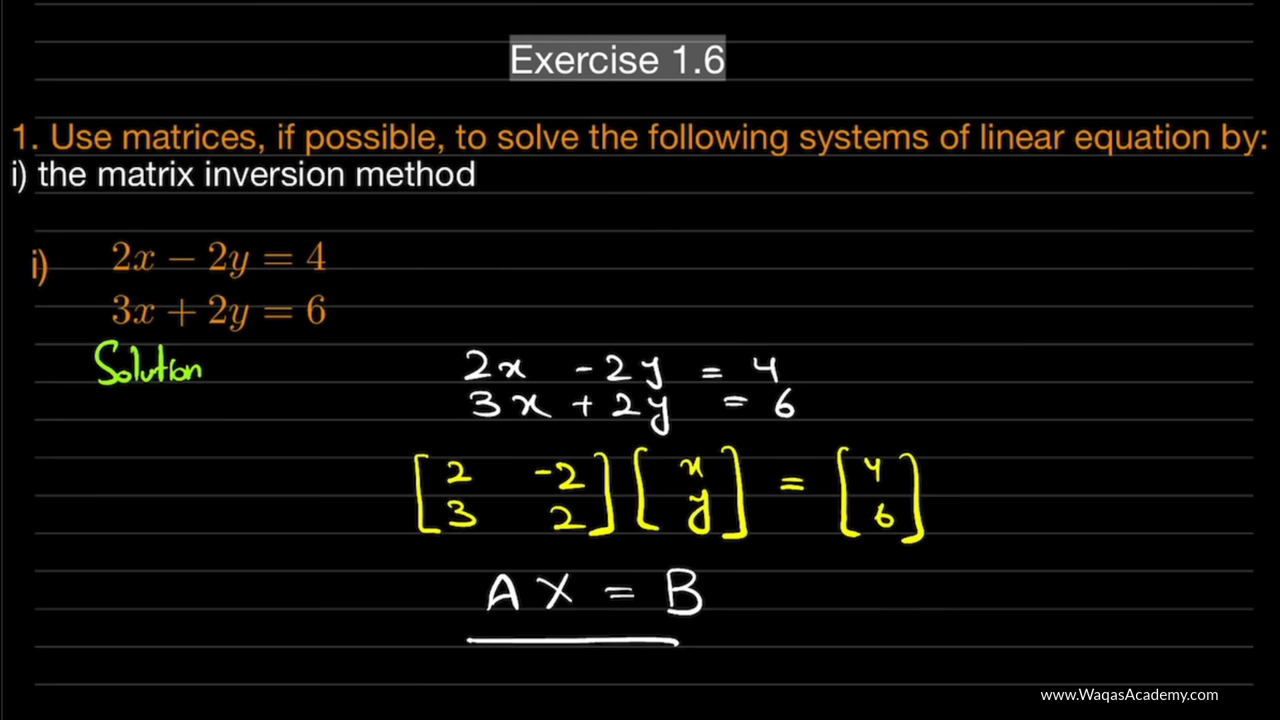 Exercise 1.6
1. Use matrices, if possible, to solve the following systems of linear equation by:
i) the matrix inversion method
i) 2x − 2y = 4
3x + 2y = 6
Solution
2x - 2y = 4
3x + 2y = 6
[2 -2] [x] = [4]
[3 2] [y] [6]
AX = B
www.WaqasAcademy.com